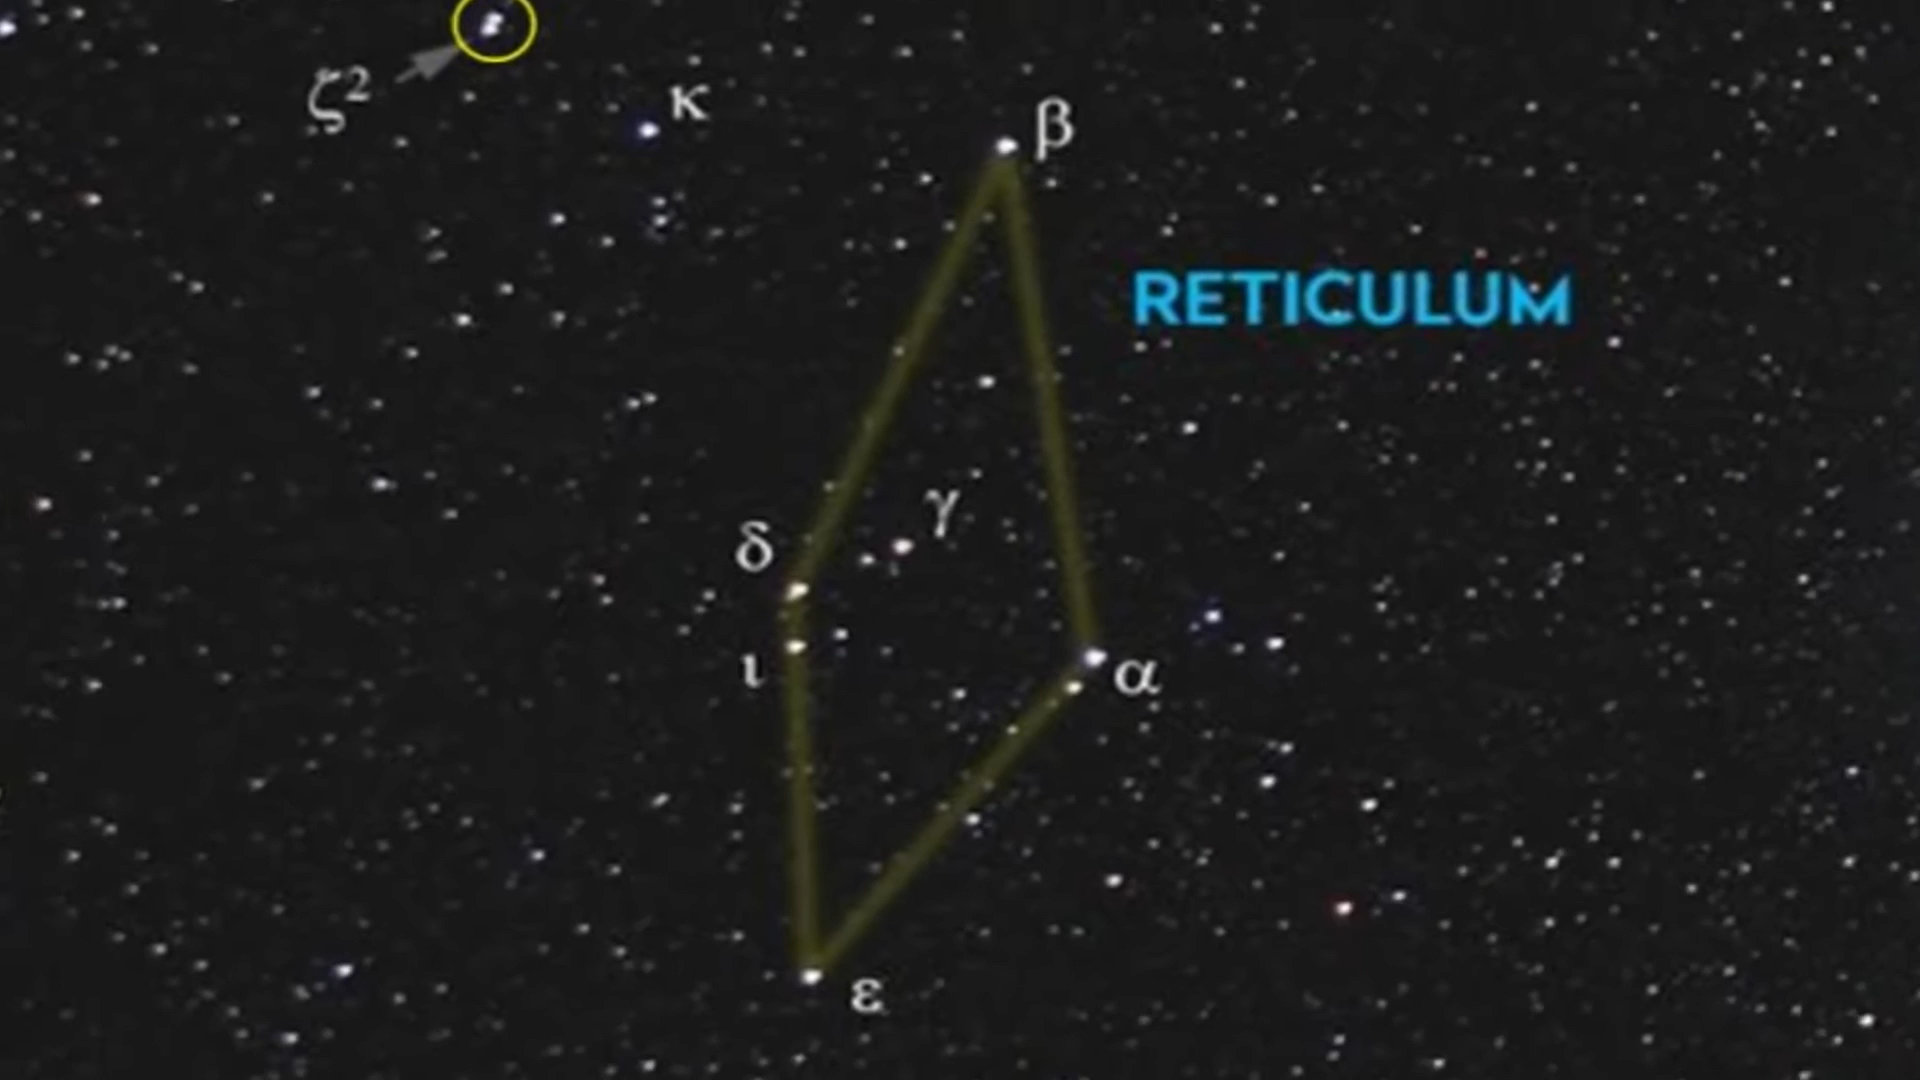 ζ²
κ
β
RETICULUM
γ
δ
ι
α
ε